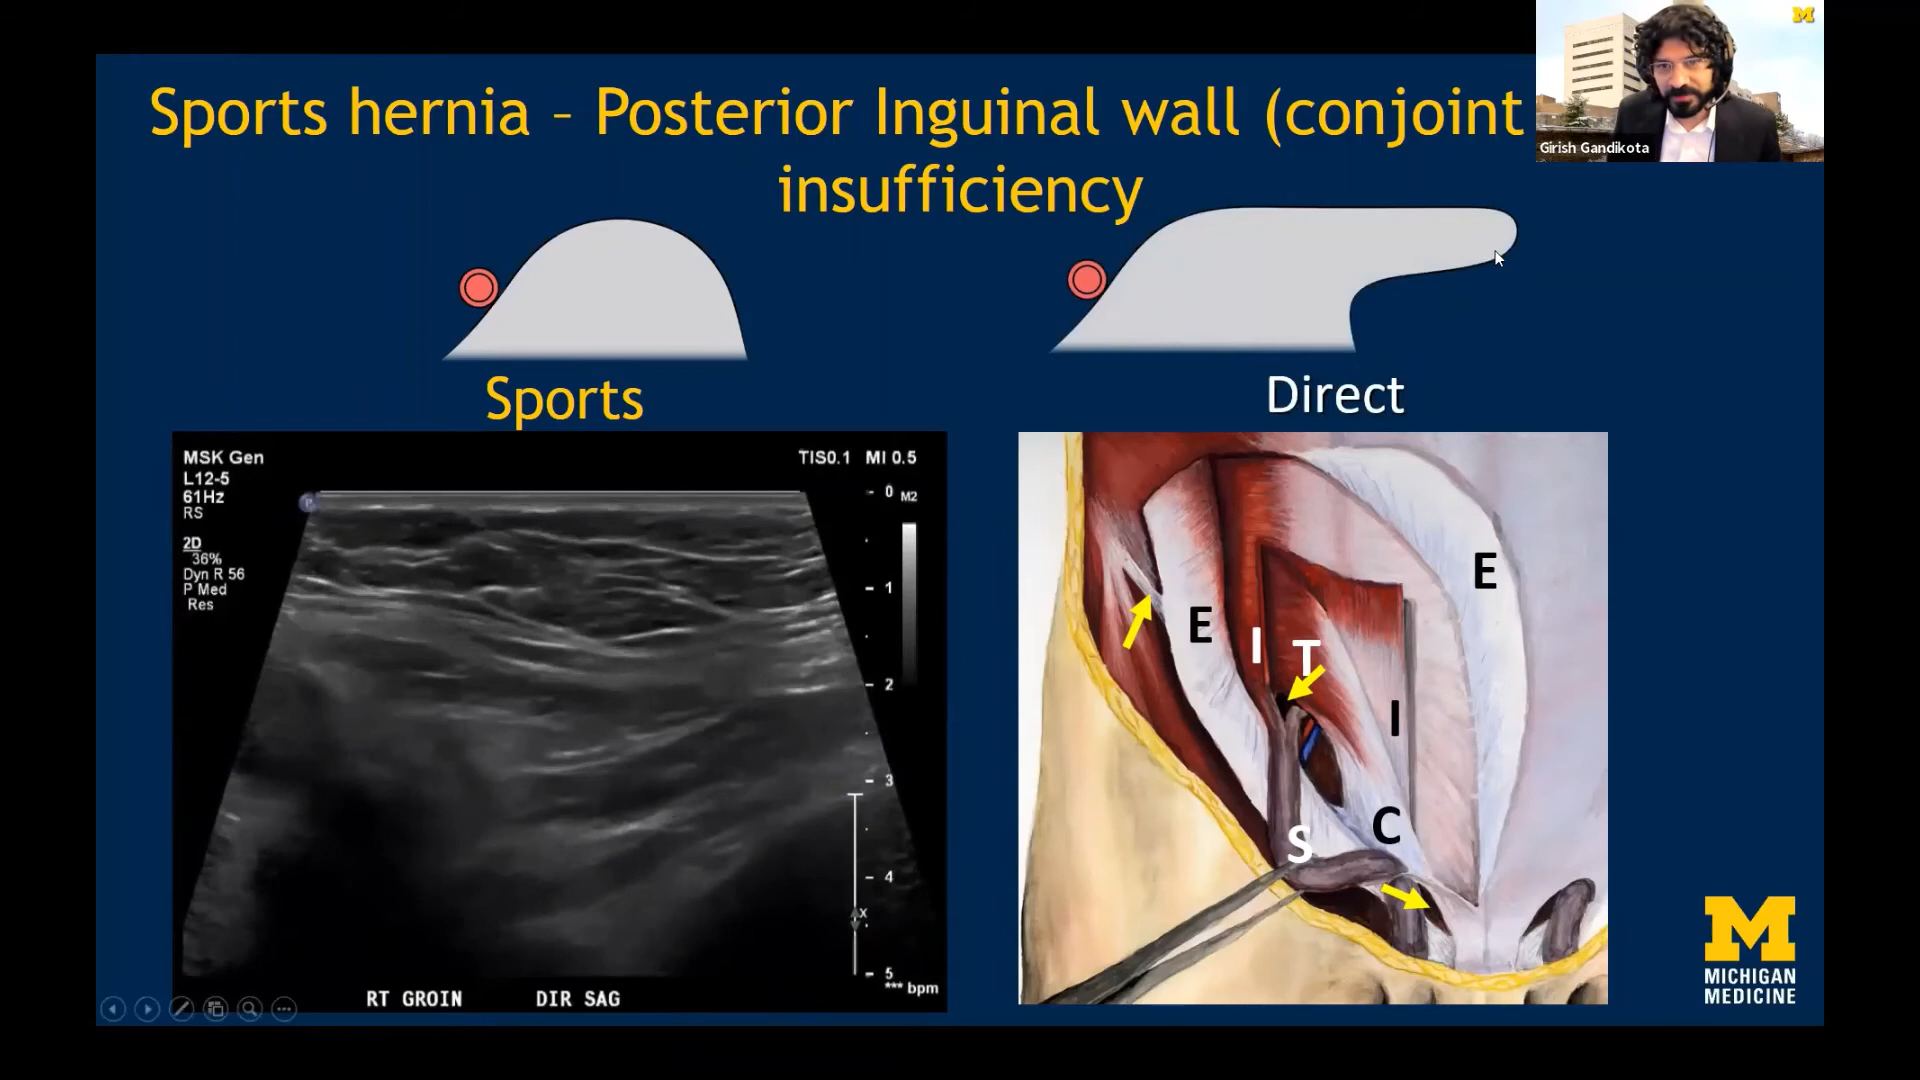 Sports hernia – Posterior Inguinal wall (conjoint
insufficiency
M
Girish Gandikota
Sports
Direct
MSK Gen
L12-5
61Hz
RS
2D
36%
Dyn R 56
P Med
Res
TIS0.1 MI 0.5
M2
0
1
2
3
4
5
x
*** bpm
P
RT GROIN DIR SAG
E
E
I
T
I
C
S
M
MICHIGAN
MEDICINE